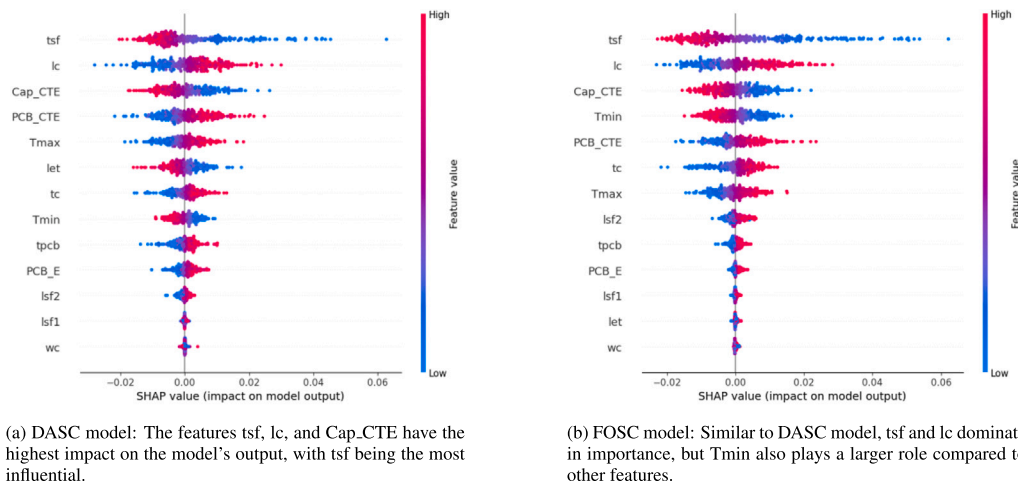 High
tsf
lc
Cap_CTE
PCB_CTE
Tmax
let
tc
Tmin
tpcb
PCB_E
lsf2
lsf1
wc
Feature value
Low
−0.02 0.00 0.02 0.04 0.06
SHAP value (impact on model output)
(a) DASC model: The features tsf, lc, and Cap_CTE have the
highest impact on the model's output, with tsf being the most
influential.
High
tsf
lc
Cap_CTE
Tmin
PCB_CTE
tc
Tmax
lsf2
tpcb
PCB_E
lsf1
let
wc
Feature value
Low
−0.02 0.00 0.02 0.04 0.06
SHAP value (impact on model output)
(b) FOSC model: Similar to DASC model, tsf and lc dominat
in importance, but Tmin also plays a larger role compared t
other features.